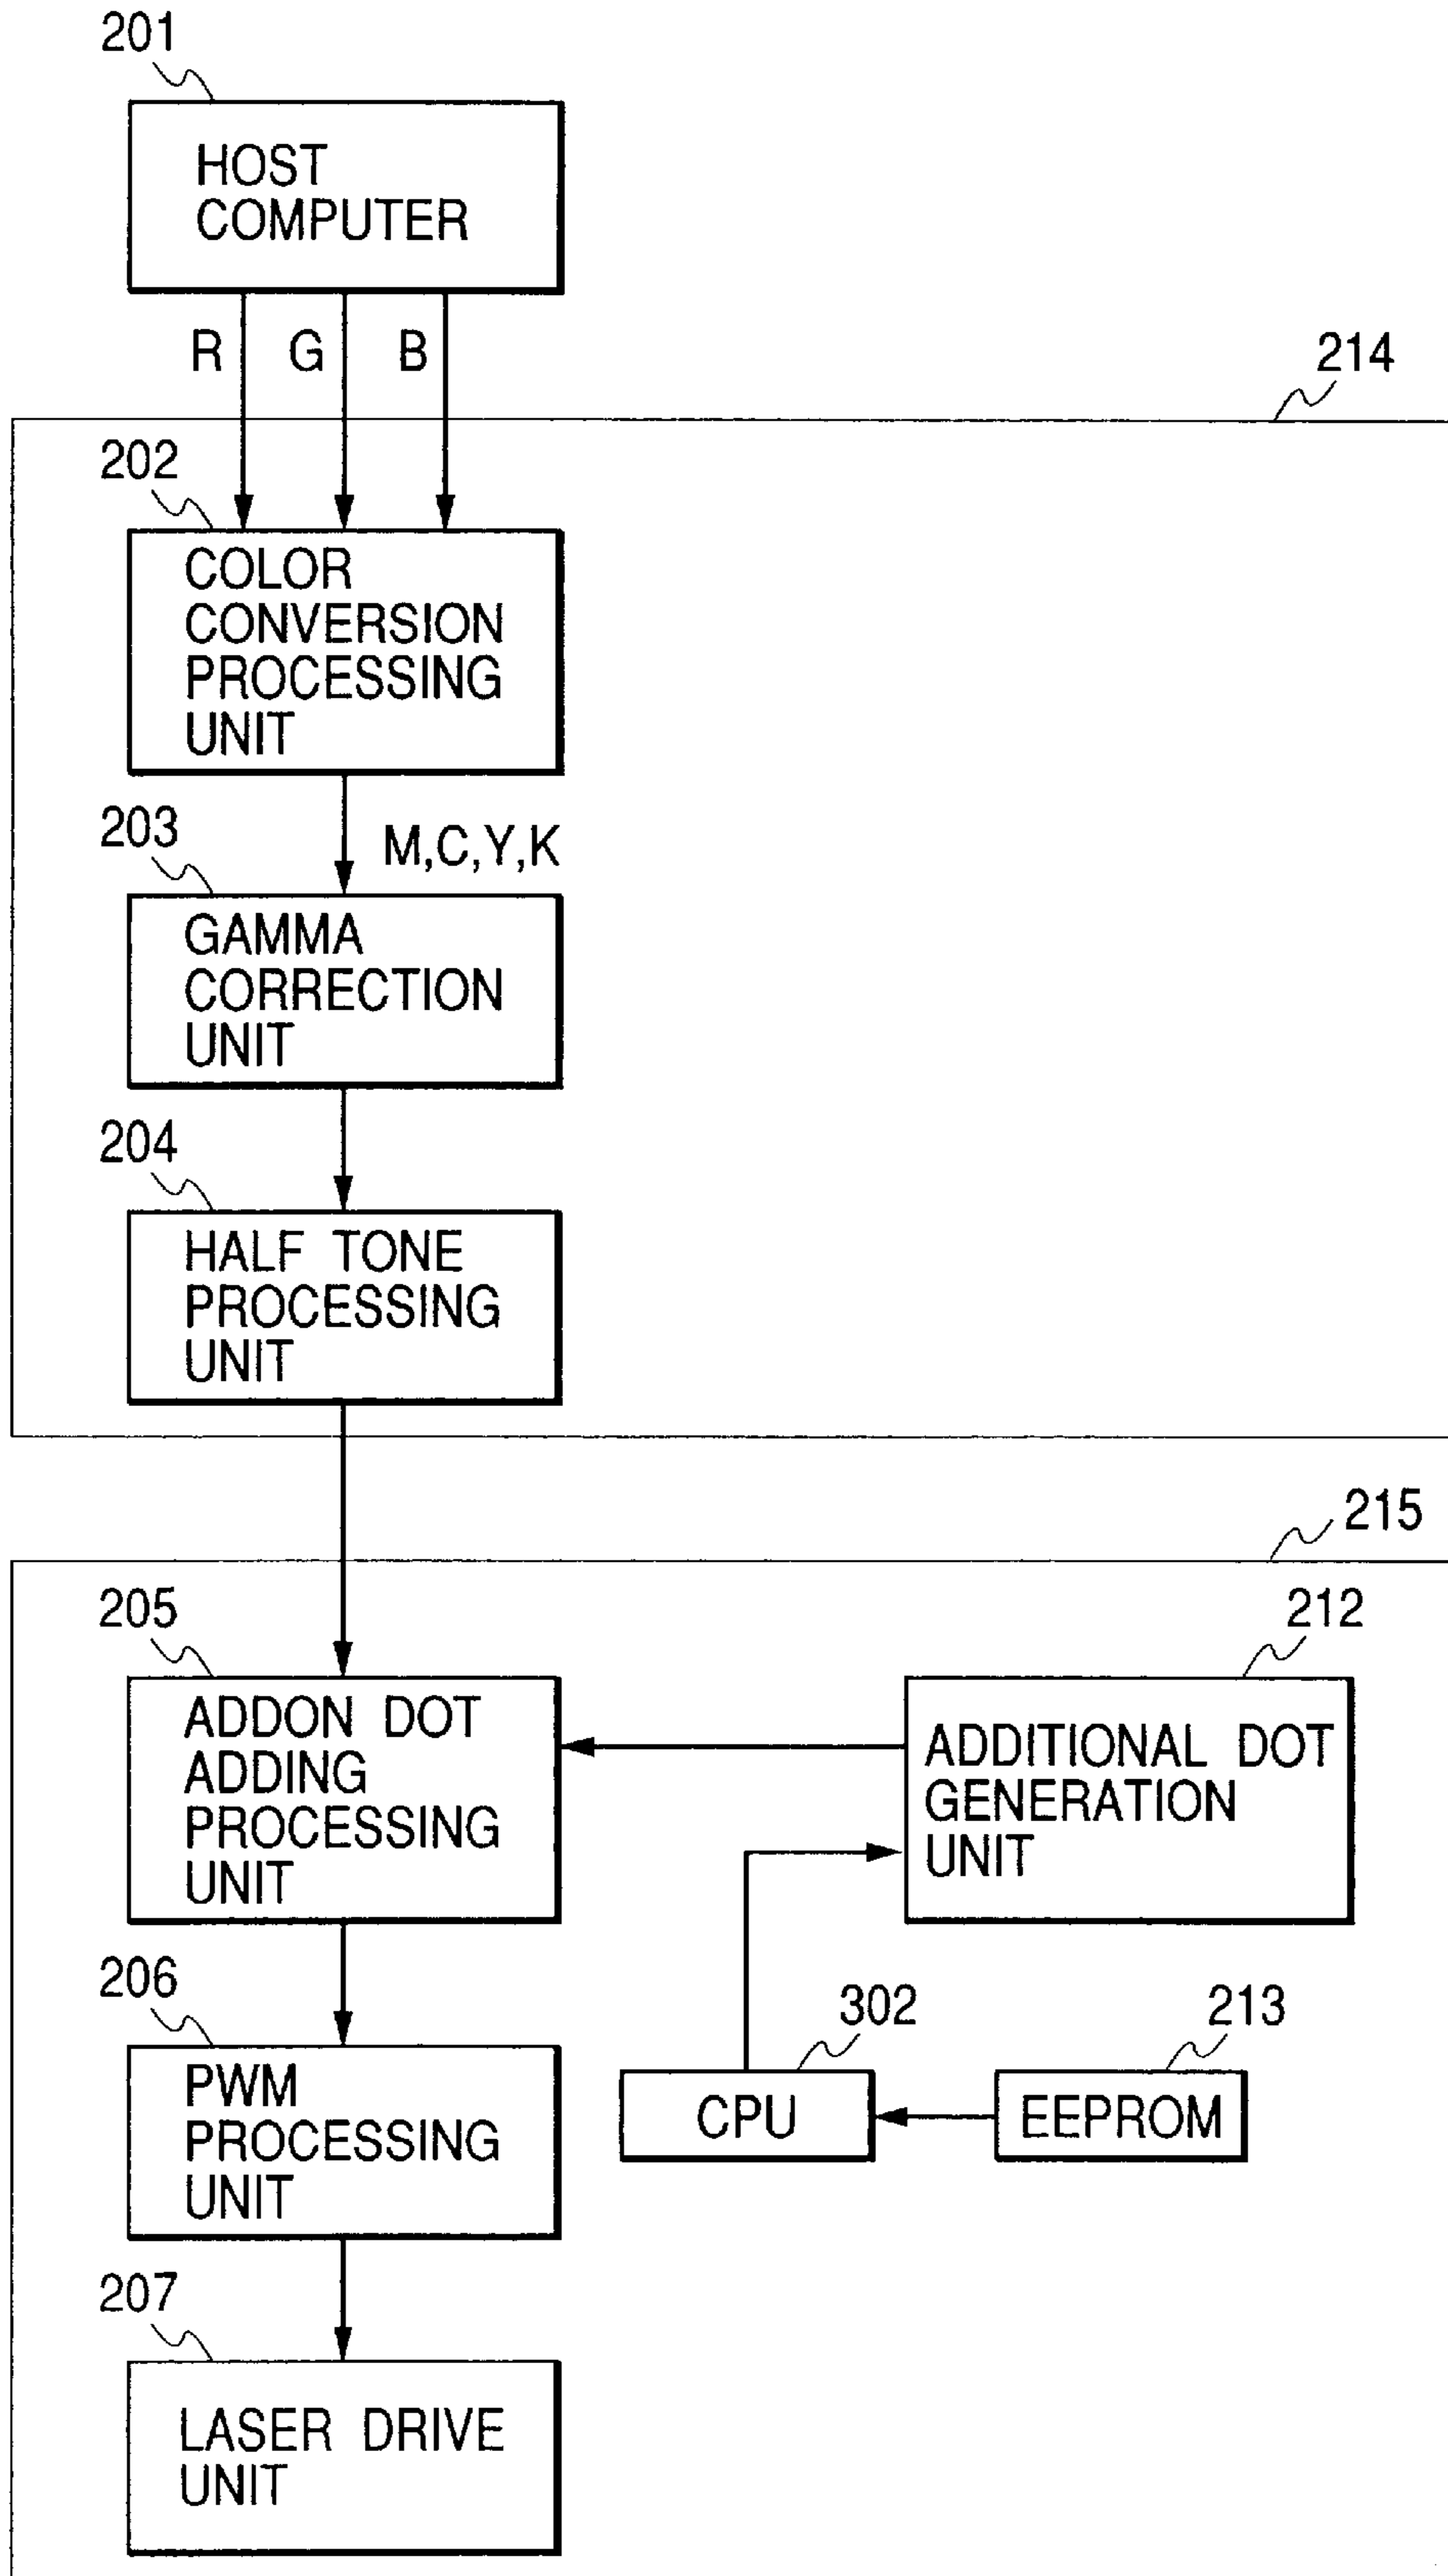 201
HOST
COMPUTER
R G B
214
202
COLOR
CONVERSION
PROCESSING
UNIT
203
M,C,Y,K
GAMMA
CORRECTION
UNIT
204
HALF TONE
PROCESSING
UNIT
215
205
212
ADDON DOT
ADDING
PROCESSING
UNIT
ADDITIONAL DOT
GENERATION
UNIT
206
302
213
PWM
PROCESSING
UNIT
CPU
EEPROM
207
LASER DRIVE
UNIT